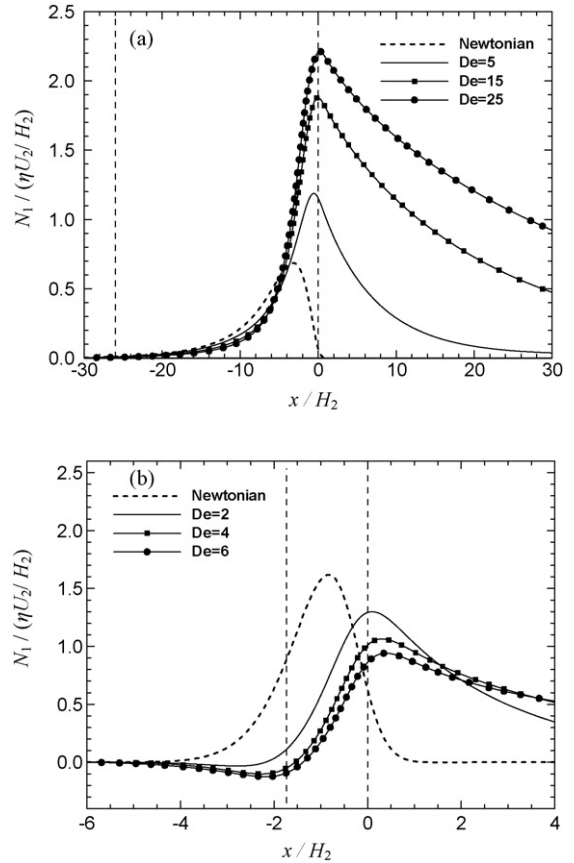 (a)
Newtonian
De=5
De=15
De=25
2.5
2.0
1.5
1.0
0.5
0.0
N₁ / (ηU₂/ H₂)
-30 -20 -10 0 10 20 30
x / H₂
(b)
Newtonian
De=2
De=4
De=6
2.5
2.0
1.5
1.0
0.5
0.0
N₁ / (ηU₂/ H₂)
-6 -4 -2 0 2 4
x / H₂